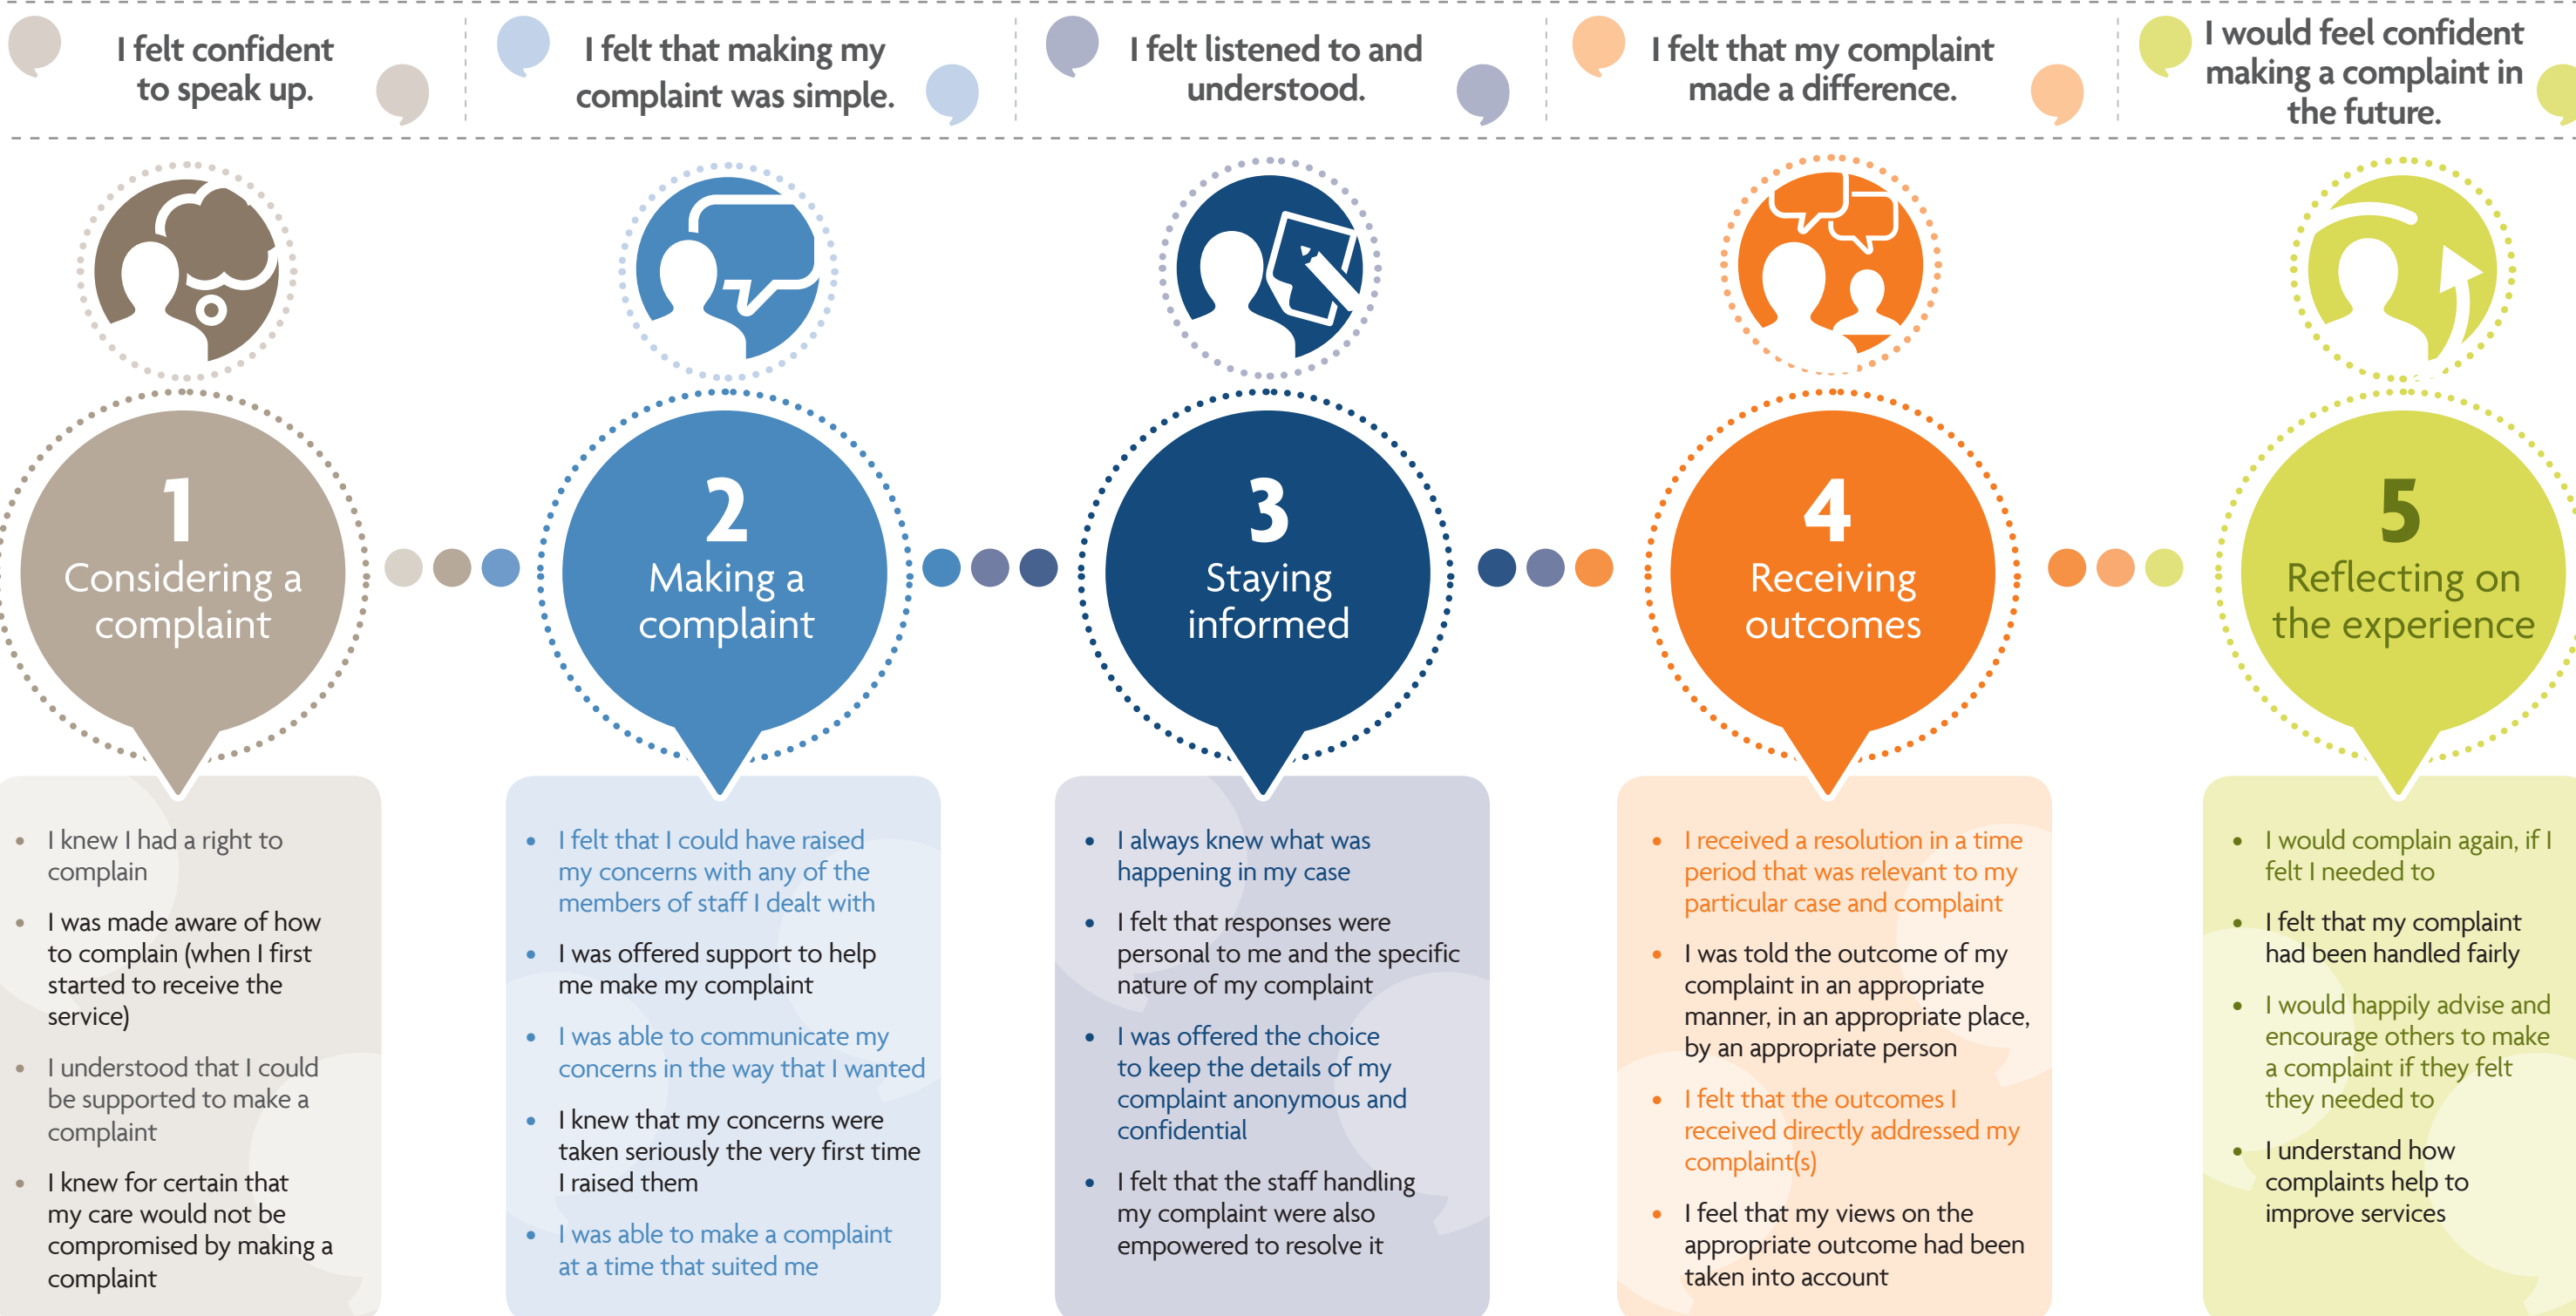 I felt confident
to speak up.
I felt that making my
complaint was simple.
I felt listened to and
understood.
I felt that my complaint
made a difference.
I would feel confident
making a complaint in
the future.
1
Considering a
complaint
2
Making a
complaint
3
Staying
informed
4
Receiving
outcomes
5
Reflecting on
the experience
• I knew I had a right to
complain
• I was made aware of how
to complain (when I first
started to receive the
service)
• I understood that I could
be supported to make a
complaint
• I knew for certain that
my care would not be
compromised by making a
complaint
• I felt that I could have raised
my concerns with any of the
members of staff I dealt with
• I was offered support to help
me make my complaint
• I was able to communicate my
concerns in the way that I wanted
• I knew that my concerns were
taken seriously the very first time
I raised them
• I was able to make a complaint
at a time that suited me
• I always knew what was
happening in my case
• I felt that responses were
personal to me and the specific
nature of my complaint
• I was offered the choice
to keep the details of my
complaint anonymous and
confidential
• I felt that the staff handling
my complaint were also
empowered to resolve it
• I received a resolution in a time
period that was relevant to my
particular case and complaint
• I was told the outcome of my
complaint in an appropriate
manner, in an appropriate place,
by an appropriate person
• I felt that the outcomes I
received directly addressed my
complaint(s)
• I feel that my views on the
appropriate outcome had been
taken into account
• I would complain again, if I
felt I needed to
• I felt that my complaint
had been handled fairly
• I would happily advise and
encourage others to make
a complaint if they felt
they needed to
• I understand how
complaints help to
improve services